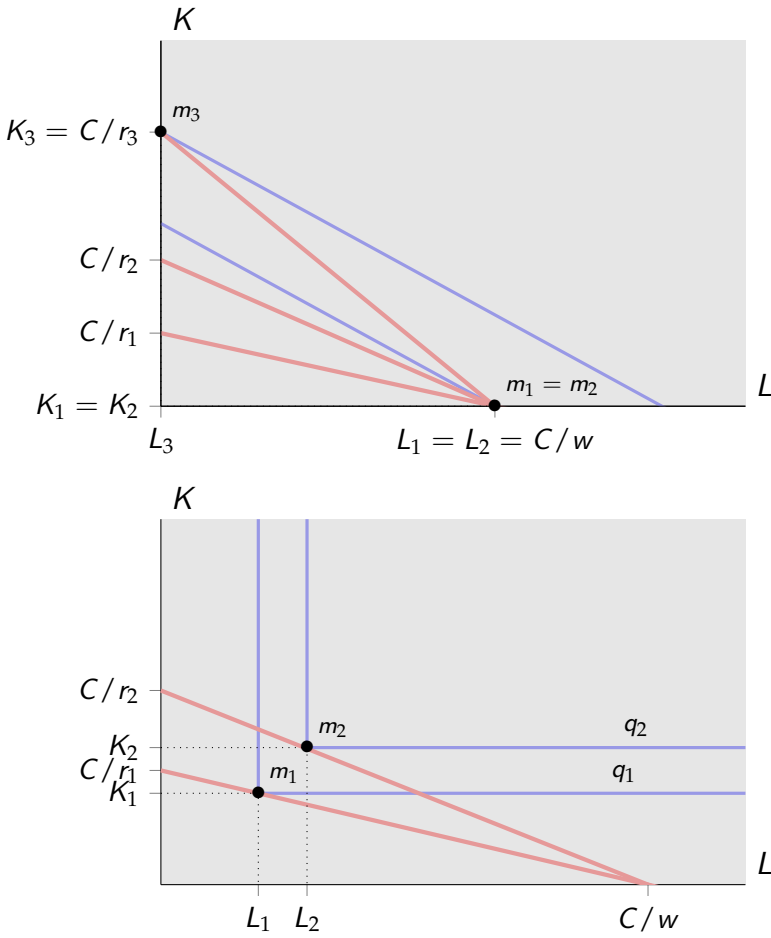 K
m₃
K₃ = C/r₃
C/r₂
C/r₁
m₁ = m₂
L
K₁ = K₂
L₃
L₁ = L₂ = C/w
K
C/r₂
m₂
q₂
K₂
C/r₁
m₁
q₁
K₁
L
L₁
L₂
C/w